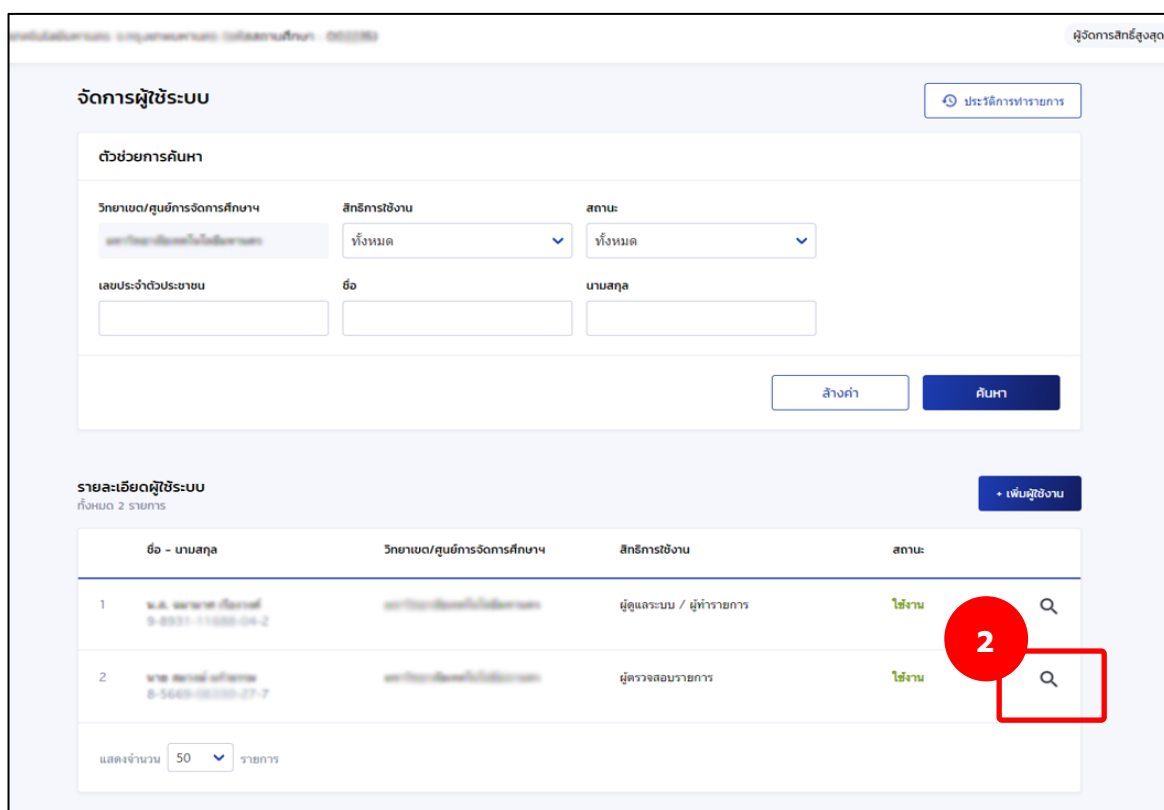 ผู้จัดการสิทธิ์สูงสุด
จัดการผู้ใช้ระบบ
ประวัติการทำรายการ
ตัวช่วยการค้นหา
วิทยาเขต/ศูนย์การจัดการศึกษาฯ สิทธิการใช้งาน สถานะ
ทั้งหมด ทั้งหมด
เลขประจำตัวประชาชน ชื่อ นามสกุล
ล้างค่า ค้นหา
รายละเอียดผู้ใช้ระบบ
ทั้งหมด 2 รายการ
+ เพิ่มผู้ใช้งาน
ชื่อ - นามสกุล วิทยาเขต/ศูนย์การจัดการศึกษาฯ สิทธิการใช้งาน สถานะ
1 ผู้ดูแลระบบ / ผู้ทำรายการ ใช้งาน
2
2 ผู้ตรวจสอบรายการ ใช้งาน
แสดงจำนวน 50 รายการ